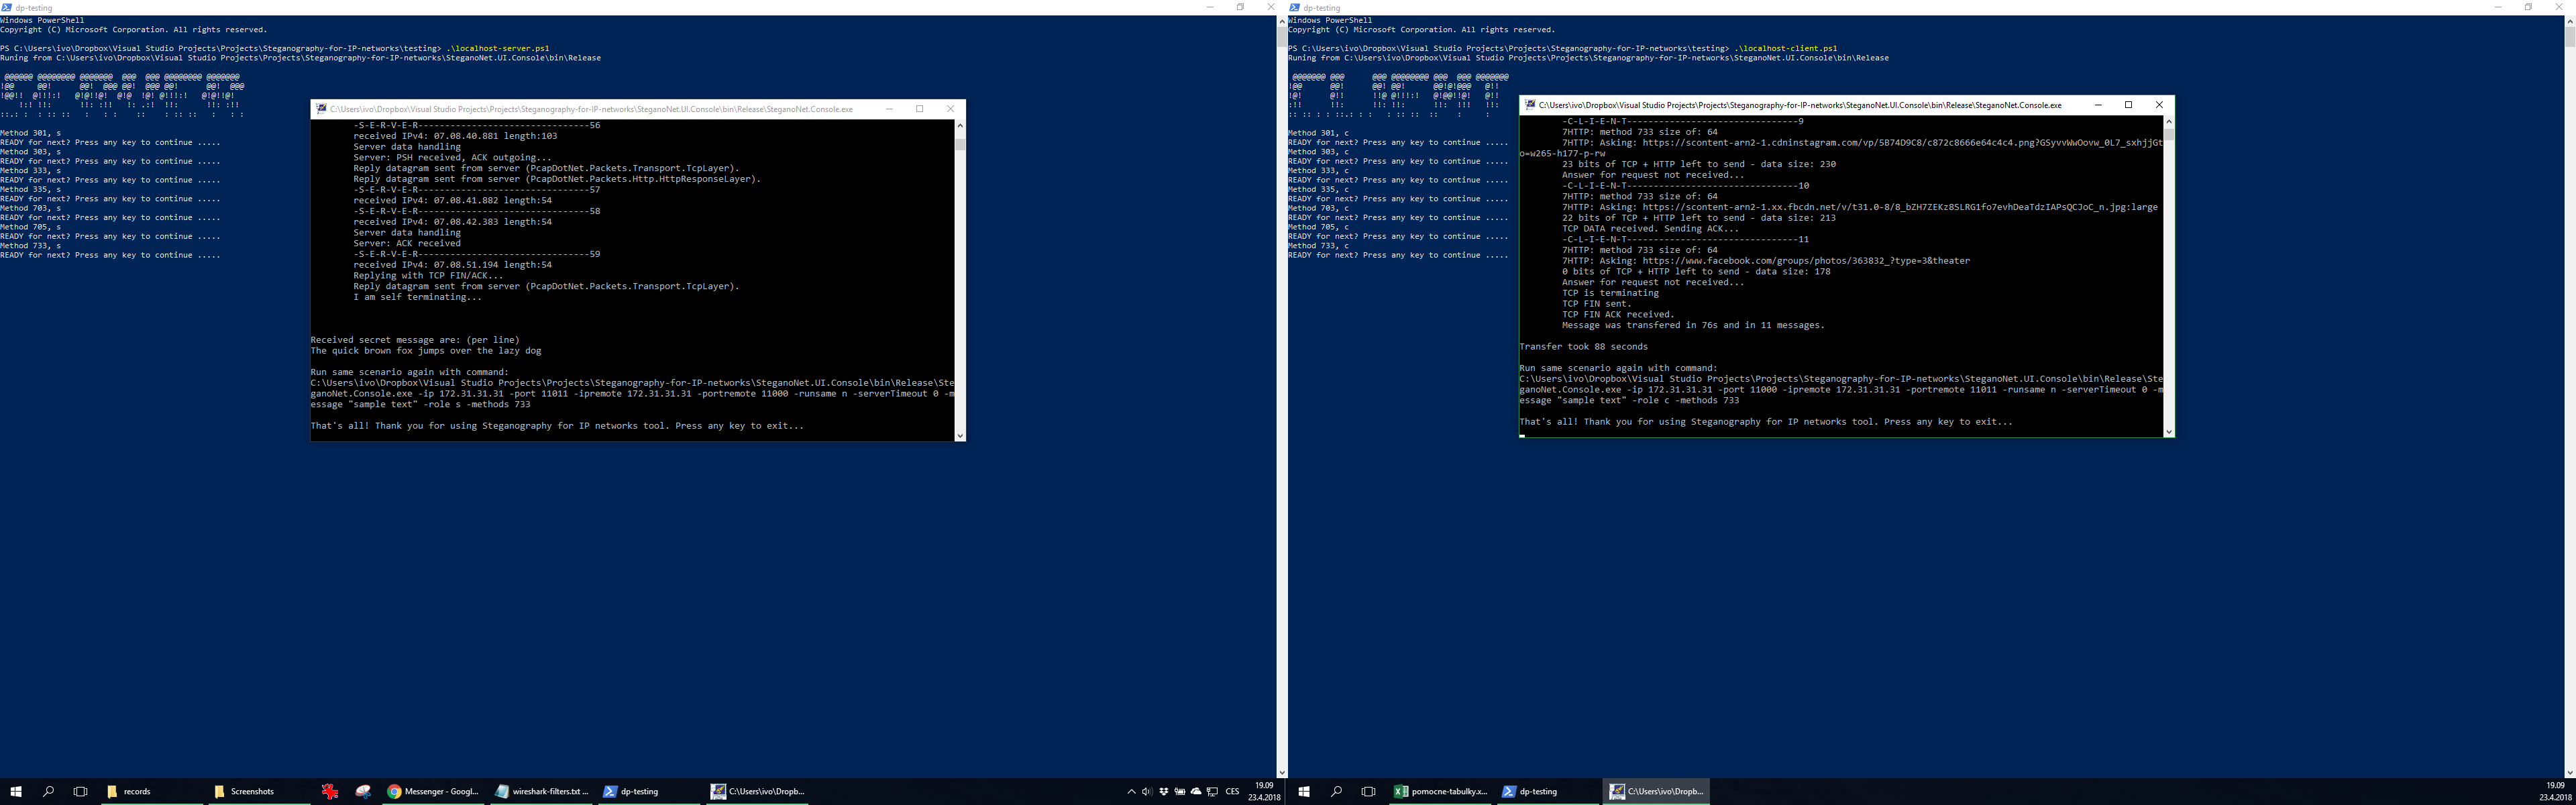 dp-testing
Windows PowerShell
Copyright (C) Microsoft Corporation. All rights reserved.
PS C:\Users\ivo\Dropbox\Visual Studio Projects\Projects\Steganography-for-IP-networks\testing> .\localhost-server.ps1
Runing from C:\Users\ivo\Dropbox\Visual Studio Projects\Projects\Steganography-for-IP-networks\SteganoNet.UI.Console\bin\Release
Method 301, s
READY for next? Press any key to continue .....
Method 303, s
READY for next? Press any key to continue .....
Method 333, s
READY for next? Press any key to continue .....
Method 335, s
READY for next? Press any key to continue .....
Method 703, s
READY for next? Press any key to continue .....
Method 705, s
READY for next? Press any key to continue .....
Method 733, s
READY for next? Press any key to continue .....
C:\Users\ivo\Dropbox\Visual Studio Projects\Projects\Steganography-for-IP-networks\SteganoNet.UI.Console\bin\Release\SteganoNet.Console.exe
-S-E-R-V-E-R--------------------------------56
received IPv4: 07.08.40.881 length:103
Server data handling
Server: PSH received, ACK outgoing...
Reply datagram sent from server (PcapDotNet.Packets.Transport.TcpLayer).
Reply datagram sent from server (PcapDotNet.Packets.Http.HttpResponseLayer).
-S-E-R-V-E-R--------------------------------57
received IPv4: 07.08.41.882 length:54
-S-E-R-V-E-R--------------------------------58
received IPv4: 07.08.42.383 length:54
Server data handling
Server: ACK received
-S-E-R-V-E-R--------------------------------59
received IPv4: 07.08.51.194 length:54
Replying with TCP FIN/ACK...
Reply datagram sent from server (PcapDotNet.Packets.Transport.TcpLayer).
I am self terminating...
Received secret message are: (per line)
The quick brown fox jumps over the lazy dog
Run same scenario again with command:
C:\Users\ivo\Dropbox\Visual Studio Projects\Projects\Steganography-for-IP-networks\SteganoNet.UI.Console\bin\Release\Ste
ganoNet.Console.exe -ip 172.31.31.31 -port 11011 -ipremote 172.31.31.31 -portremote 11000 -runsame n -serverTimeout 0 -m
essage "sample text" -role s -methods 733
That's all! Thank you for using Steganography for IP networks tool. Press any key to exit...
records
Screenshots
Messenger - Googl...
wireshark-filters.txt ...
dp-testing
C:\Users\ivo\Dropb...
CES
19.09
23.4.2018
dp-testing
Windows PowerShell
Copyright (C) Microsoft Corporation. All rights reserved.
PS C:\Users\ivo\Dropbox\Visual Studio Projects\Projects\Steganography-for-IP-networks\testing> .\localhost-client.ps1
Runing from C:\Users\ivo\Dropbox\Visual Studio Projects\Projects\Steganography-for-IP-networks\SteganoNet.UI.Console\bin\Release
Method 301, c
READY for next? Press any key to continue .....
Method 303, c
READY for next? Press any key to continue .....
Method 333, c
READY for next? Press any key to continue .....
Method 335, c
READY for next? Press any key to continue .....
Method 703, c
READY for next? Press any key to continue .....
Method 705, c
READY for next? Press any key to continue .....
Method 733, c
READY for next? Press any key to continue .....
C:\Users\ivo\Dropbox\Visual Studio Projects\Projects\Steganography-for-IP-networks\SteganoNet.UI.Console\bin\Release\SteganoNet.Console.exe
-C-L-I-E-N-T--------------------------------9
7HTTP: method 733 size of: 64
7HTTP: Asking: https://scontent-arn2-1.cdninstagram.com/vp/5B74D9C8/c872c8666e64c4c4.png?GSyvvWwOovw_0L7_sxhjjGt
o=w265-h177-p-rw
23 bits of TCP + HTTP left to send - data size: 230
Answer for request not received...
-C-L-I-E-N-T--------------------------------10
7HTTP: method 733 size of: 64
7HTTP: Asking: https://scontent-arn2-1.xx.fbcdn.net/v/t31.0-8/8_bZH7ZEKz8SLRG1fo7evhDeaTdzIAPsQCJoC_n.jpg:large
22 bits of TCP + HTTP left to send - data size: 213
TCP DATA received. Sending ACK...
-C-L-I-E-N-T--------------------------------11
7HTTP: method 733 size of: 64
7HTTP: Asking: https://www.facebook.com/groups/photos/363832_?type=3&theater
0 bits of TCP + HTTP left to send - data size: 178
Answer for request not received...
TCP is terminating
TCP FIN sent.
TCP FIN ACK received.
Message was transfered in 76s and in 11 messages.
Transfer took 88 seconds
Run same scenario again with command:
C:\Users\ivo\Dropbox\Visual Studio Projects\Projects\Steganography-for-IP-networks\SteganoNet.UI.Console\bin\Release\Ste
ganoNet.Console.exe -ip 172.31.31.31 -port 11000 -ipremote 172.31.31.31 -portremote 11011 -runsame n -serverTimeout 0 -m
essage "sample text" -role c -methods 733
That's all! Thank you for using Steganography for IP networks tool. Press any key to exit...
pomocne-tabulky.x...
dp-testing
C:\Users\ivo\Dropb...
19.09
23.4.2018